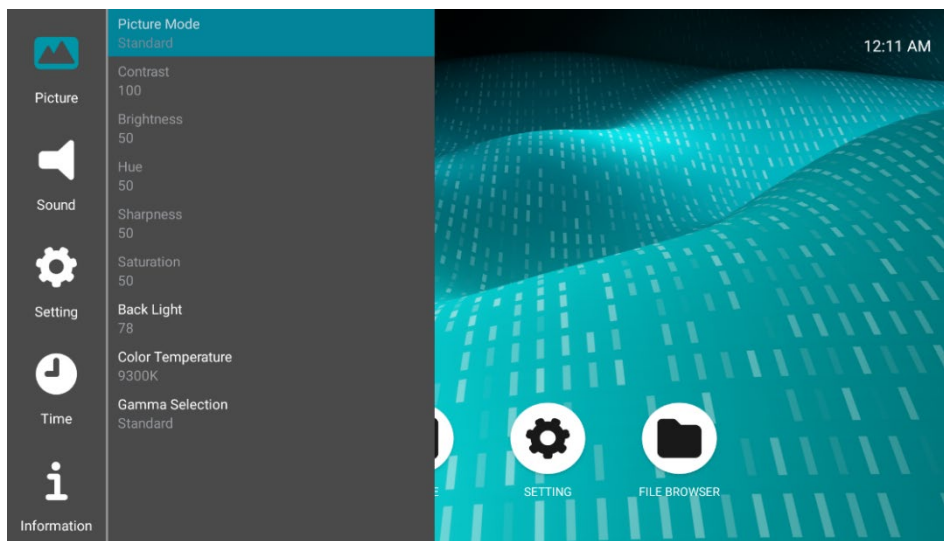 Picture Mode
Standard
Contrast
100
Brightness
50
Hue
50
Sharpness
50
Saturation
50
Back Light
78
Color Temperature
9300K
Gamma Selection
Standard
Picture
Sound
Setting
Time
Information
12:11 AM
E
SETTING
FILE BROWSER